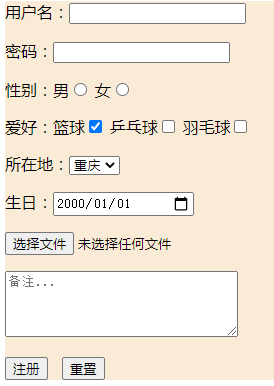 用户名：
密码：
性别：男 女
爱好：篮球 乒乓球 羽毛球
所在地：重庆
生日：2000/01/01
选择文件 未选择任何文件
备注...
注册 重置